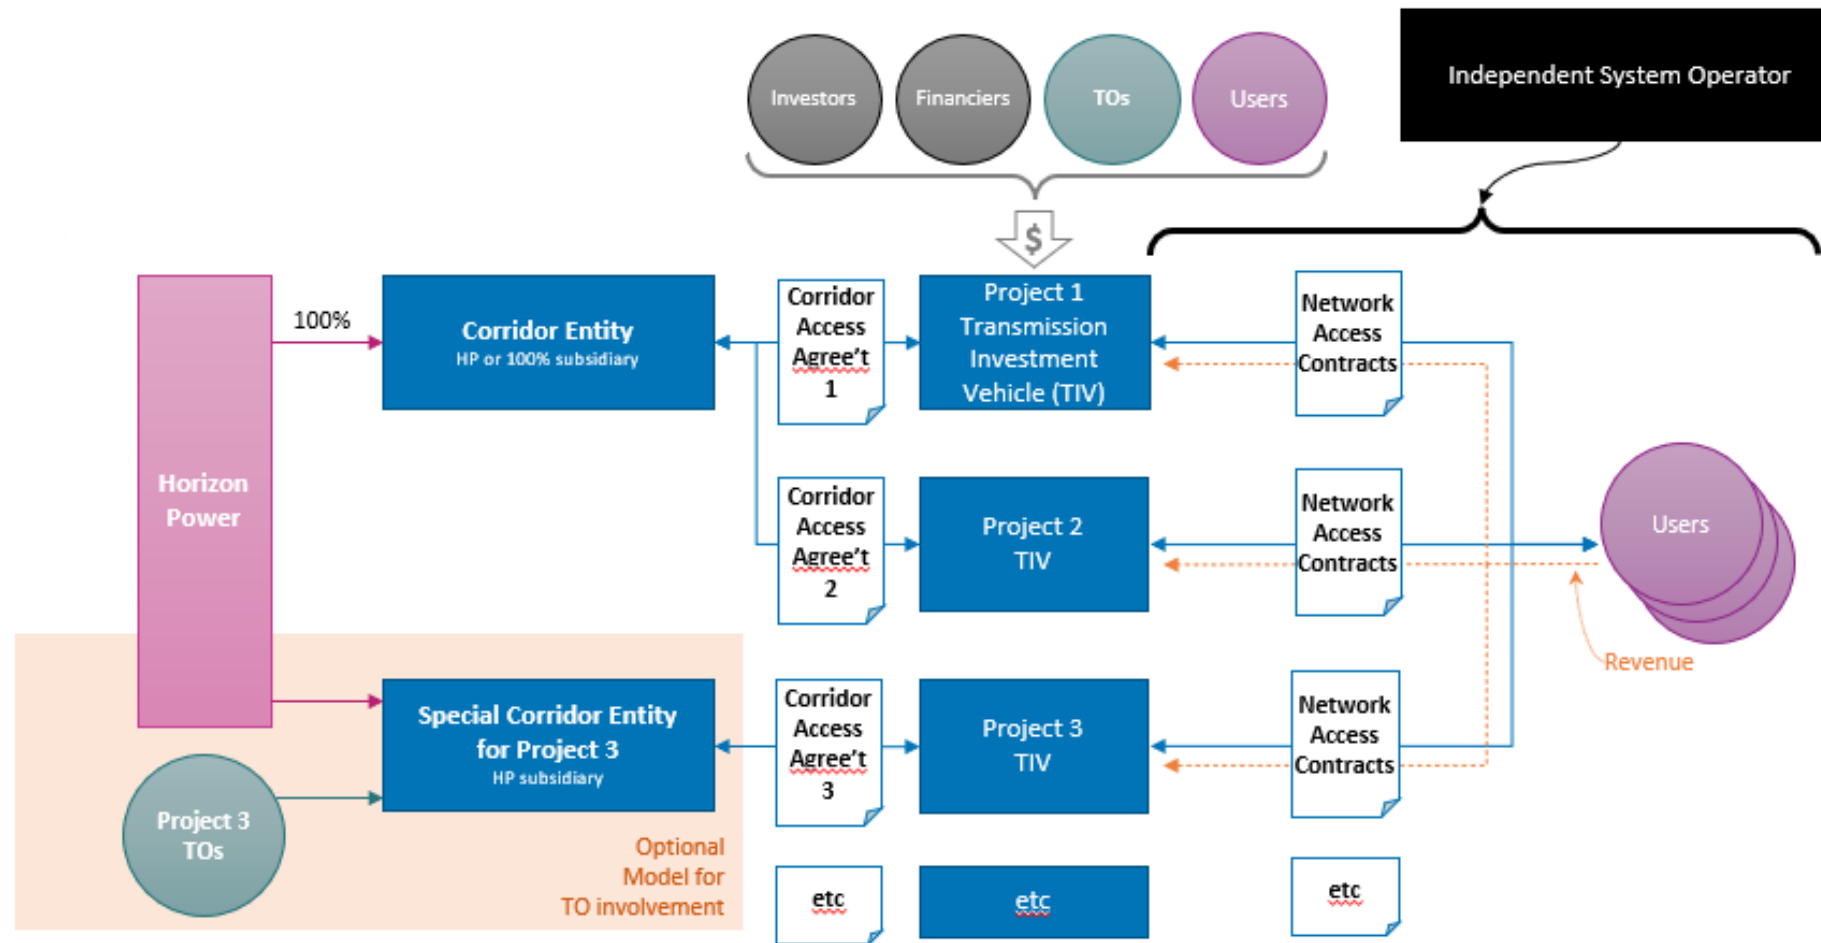 Investors
Financiers
TOs
Users
Independent System Operator
$
100%
Corridor Entity
HP or 100% subsidiary
Corridor
Access
Agree't
1
Project 1
Transmission
Investment
Vehicle (TIV)
Network
Access
Contracts
Horizon
Power
Corridor
Access
Agree't
2
Project 2
TIV
Network
Access
Contracts
Users
Revenue
Special Corridor Entity
for Project 3
HP subsidiary
Corridor
Access
Agree't
3
Project 3
TIV
Network
Access
Contracts
Project 3
TOs
Optional
Model for
TO involvement
etc
etc
etc